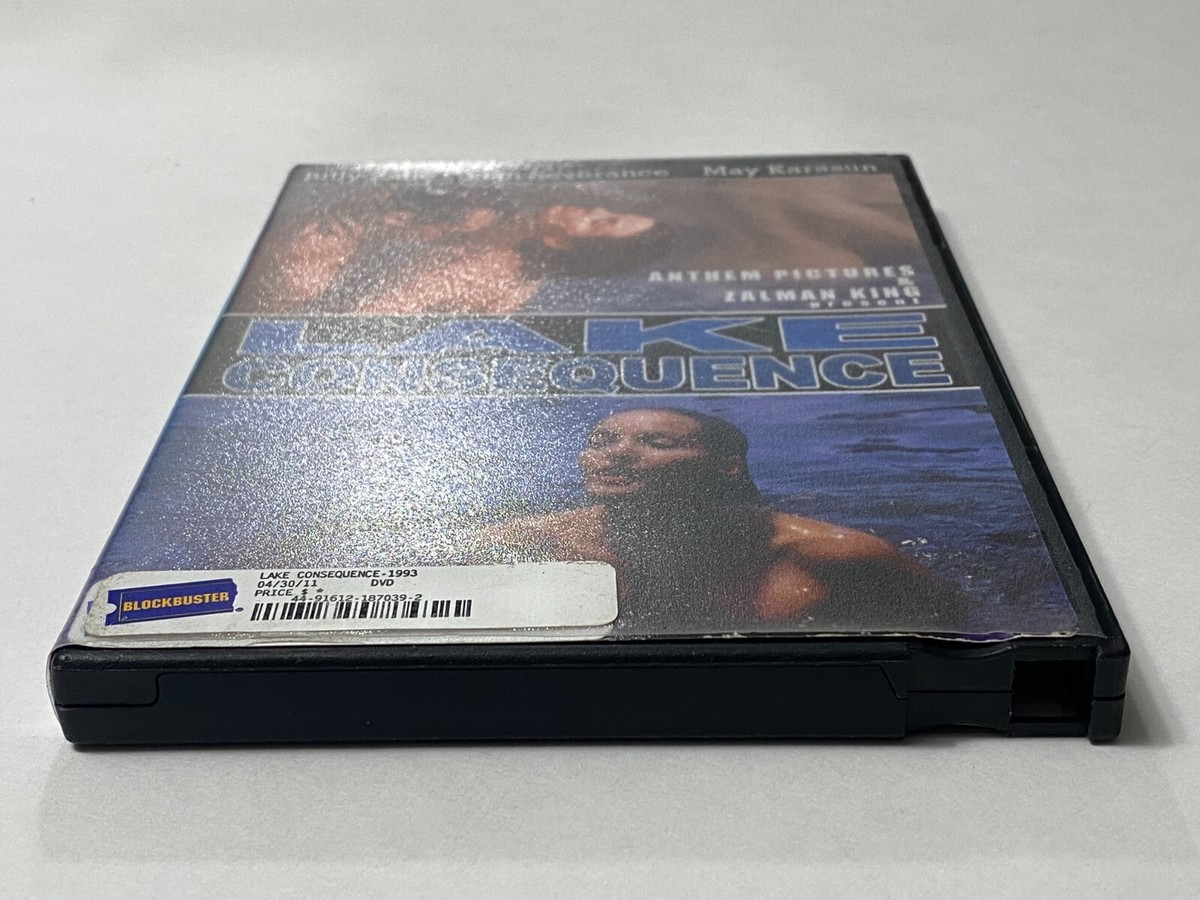 May Karasun
ANTHEM PICTURES
&
ZALMAN KING
present
LAKE
CONSEQUENCE
BLOCKBUSTER
LAKE CONSEQUENCE-1993
04/30/11 DVD
PRICE $ *
44-91612-187039-2